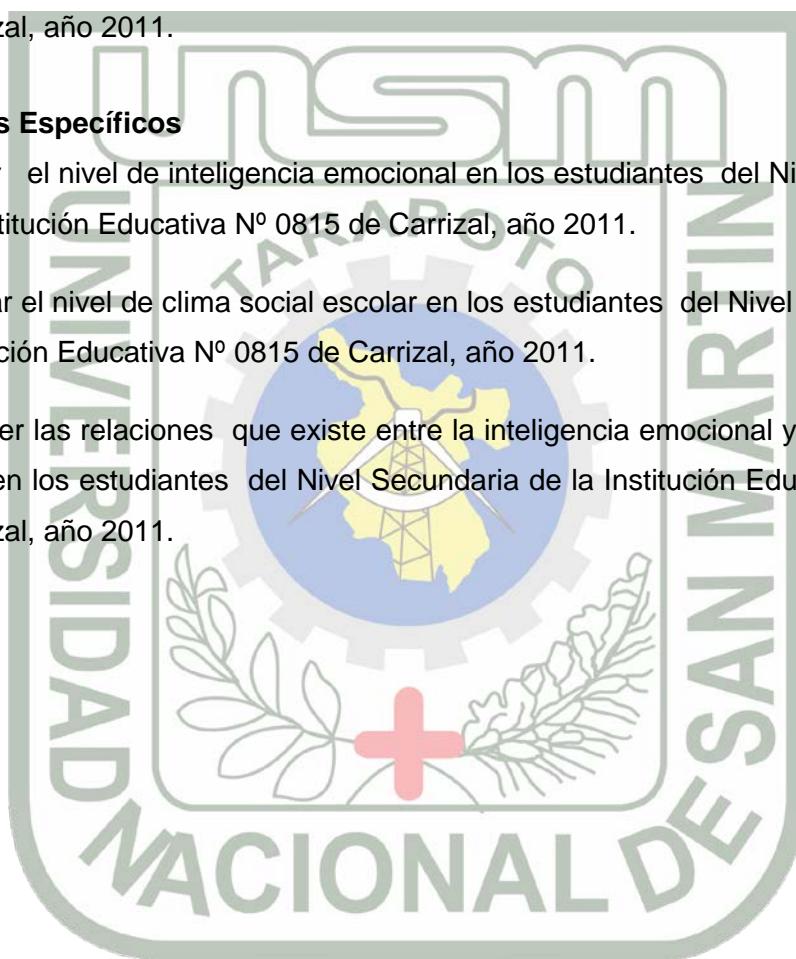 zal, año 2011.
s Específicos
el nivel de inteligencia emocional en los estudiantes del Ni
titución Educativa Nº 0815 de Carrizal, año 2011.
ar el nivel de clima social escolar en los estudiantes del Nivel
ción Educativa Nº 0815 de Carrizal, año 2011.
er las relaciones que existe entre la inteligencia emocional y
en los estudiantes del Nivel Secundaria de la Institución Edu
zal, año 2011.
unsm
TARAPOTO
UNIVERSIDAD
NACIONAL DE
SAN MARTIN